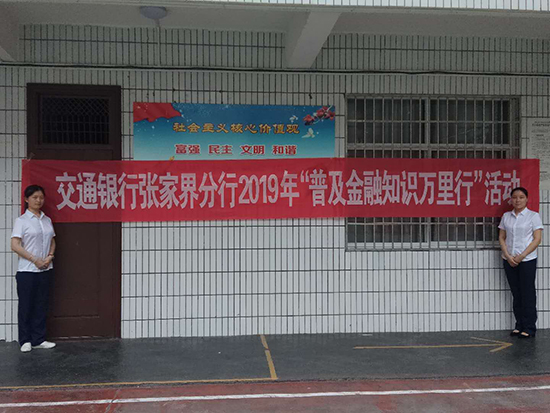 社会主义核心价值观
富强 民主 文明 和谐
交通银行张家界分行2019年“普及金融知识万里行”活动